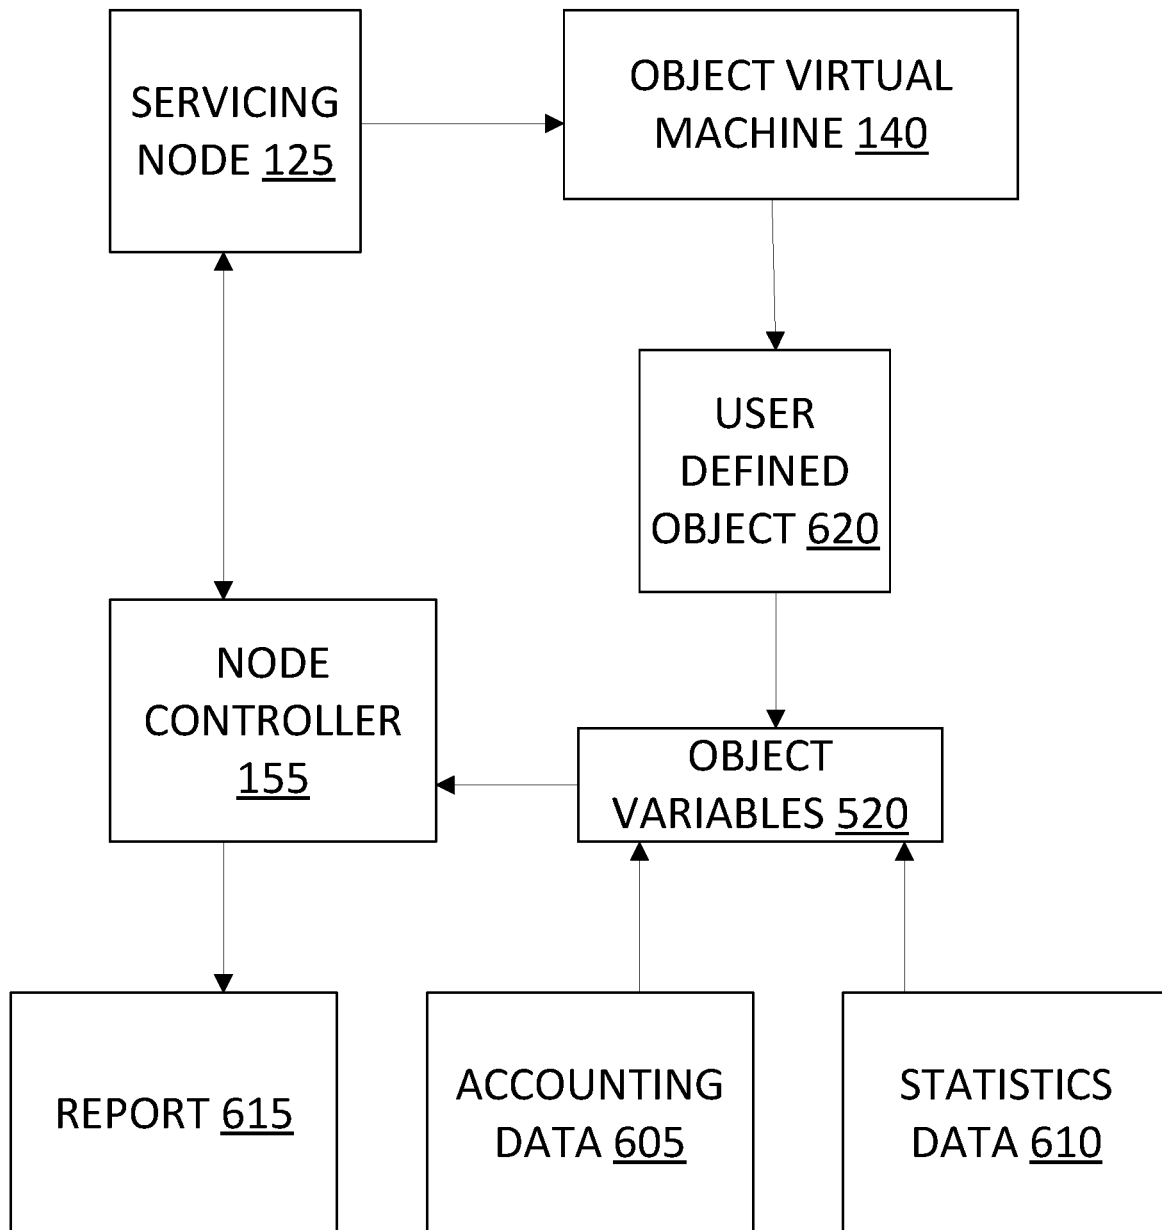 SERVICING
NODE 125
OBJECT VIRTUAL
MACHINE 140
USER
DEFINED
OBJECT 620
NODE
CONTROLLER
155
OBJECT
VARIABLES 520
REPORT 615
ACCOUNTING
DATA 605
STATISTICS
DATA 610